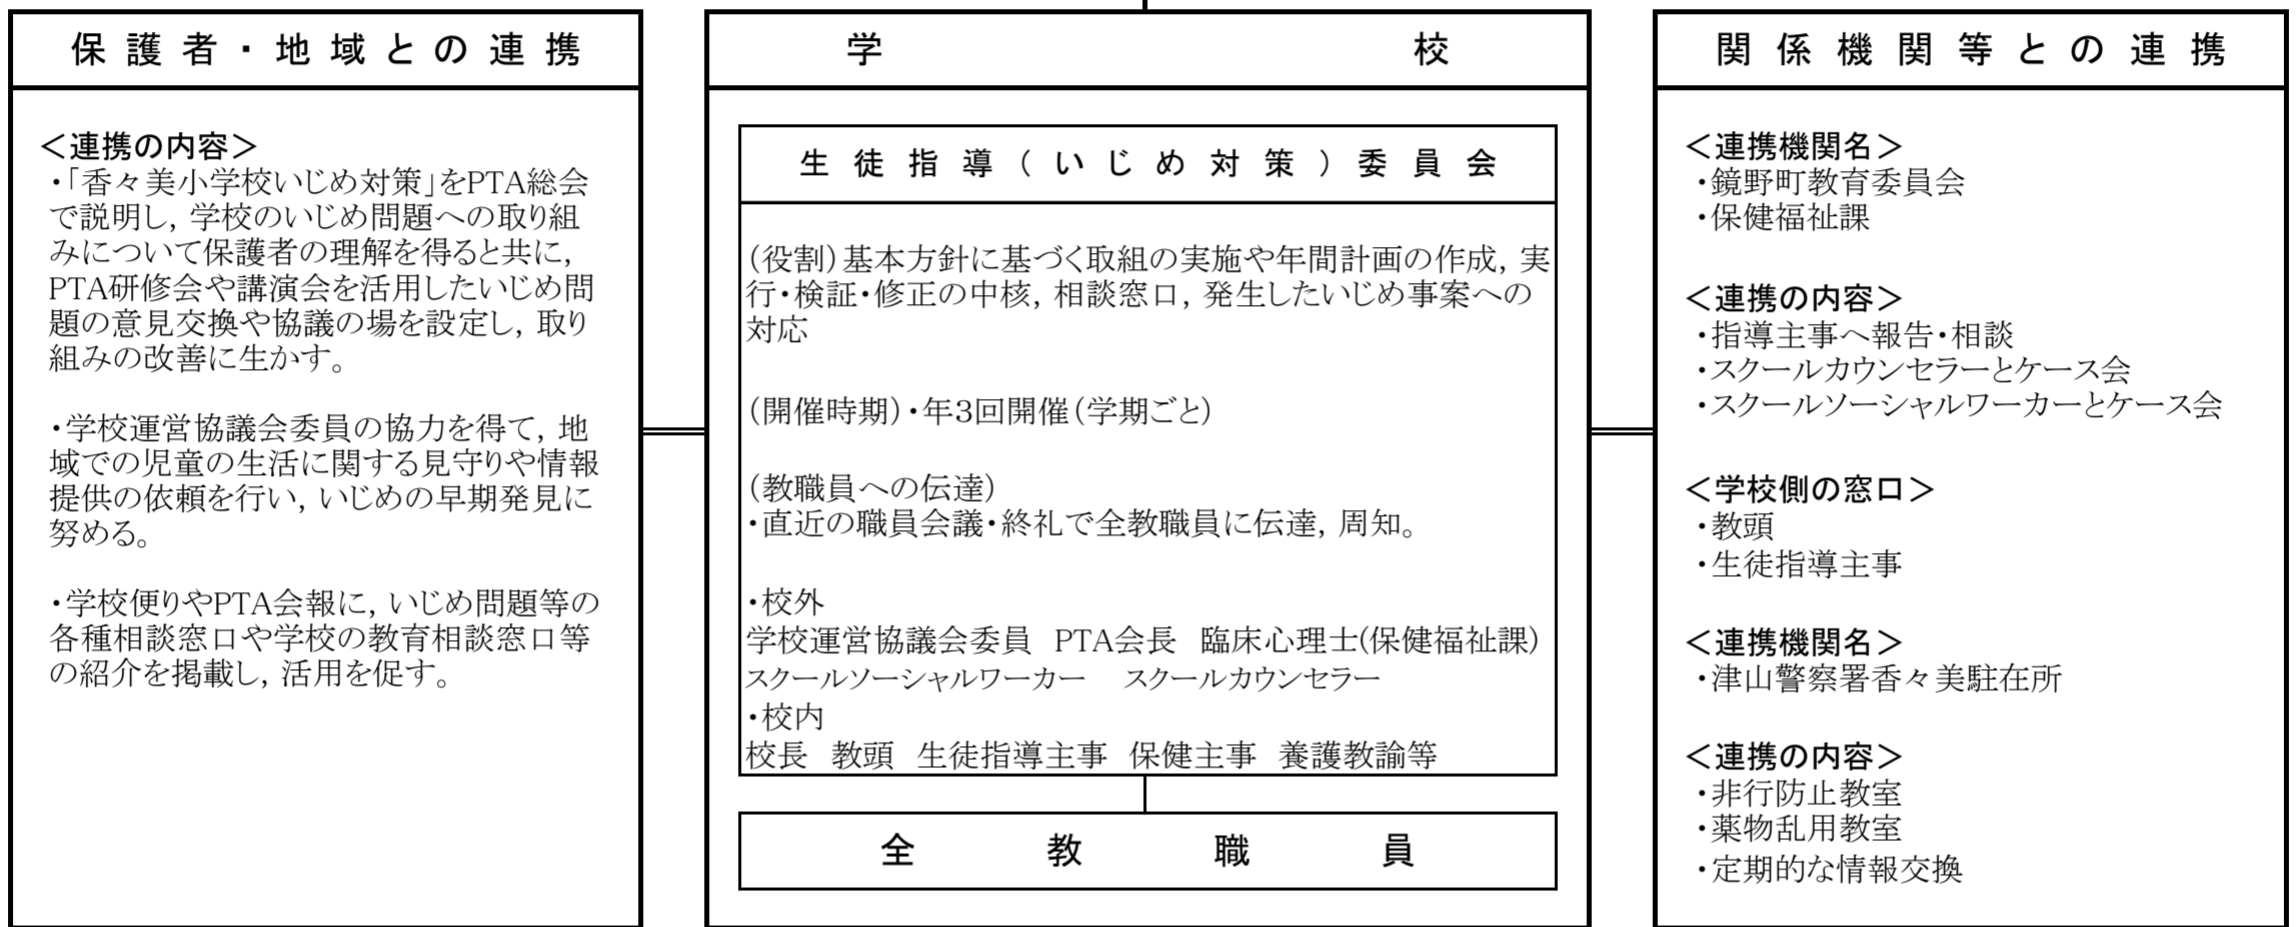 保護者・地域との連携
＜連携の内容＞
・「香々美小学校いじめ対策」をPTA総会
で説明し，学校のいじめ問題への取り組
みについて保護者の理解を得ると共に，
PTA研修会や講演会を活用したいじめ問
題の意見交換や協議の場を設定し，取り
組みの改善に生かす。
・学校運営協議会委員の協力を得て，地
域での児童の生活に関する見守りや情報
提供の依頼を行い，いじめの早期発見に
努める。
・学校便りやPTA会報に，いじめ問題等の
各種相談窓口や学校の教育相談窓口等
の紹介を掲載し，活用を促す。
学校
生徒指導（いじめ対策）委員会
（役割）基本方針に基づく取組の実施や年間計画の作成，実
行・検証・修正の中核，相談窓口，発生したいじめ事案への
対応
（開催時期）・年３回開催（学期ごと）
（教職員への伝達）
・直近の職員会議・終礼で全教職員に伝達，周知。
・校外
学校運営協議会委員　PTA会長　臨床心理士(保健福祉課)
スクールソーシャルワーカー　スクールカウンセラー
・校内
校長　教頭　生徒指導主事　保健主事　養護教諭等
全教職員
関係機関等との連携
＜連携機関名＞
・鏡野町教育委員会
・保健福祉課
＜連携の内容＞
・指導主事へ報告・相談
・スクールカウンセラーとケース会
・スクールソーシャルワーカーとケース会
＜学校側の窓口＞
・教頭
・生徒指導主事
＜連携機関名＞
・津山警察署香々美駐在所
＜連携の内容＞
・非行防止教室
・薬物乱用教室
・定期的な情報交換